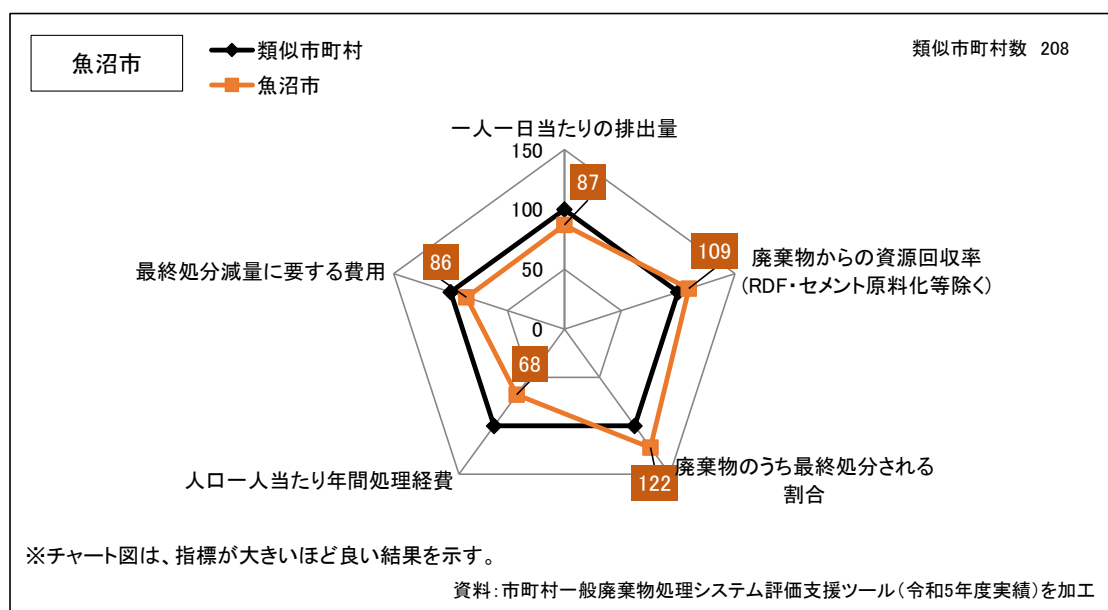 魚沼市
類似市町村
魚沼市
類似市町村数 208
一人一日当たりの排出量
150
100
50
0
87
109
廃棄物からの資源回収率
(RDF・セメント原料化等除く)
122
廃棄物のうち最終処分される
割合
68
人口一人当たり年間処理経費
86
最終処分減量に要する費用
※チャート図は、指標が大きいほど良い結果を示す。
資料:市町村一般廃棄物処理システム評価支援ツール(令和5年度実績)を加工